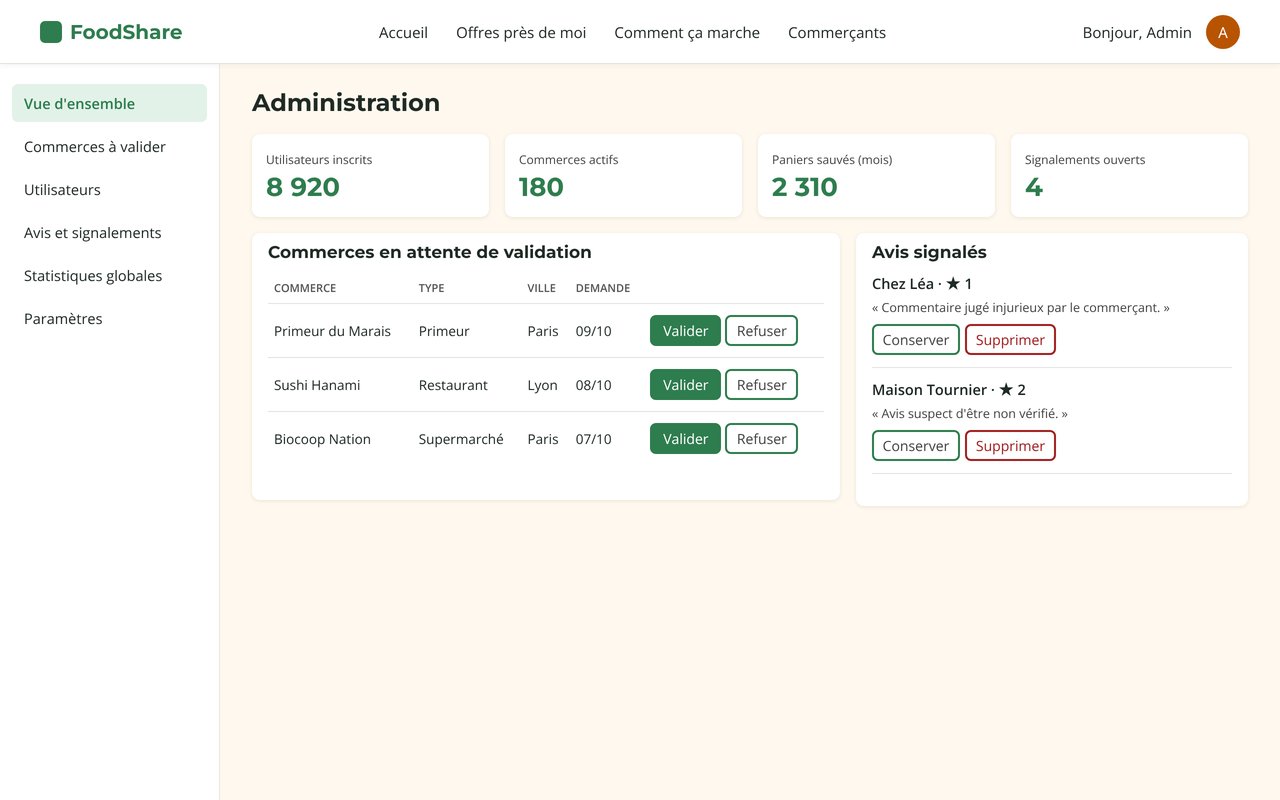 FoodShare
Accueil Offres près de moi Comment ça marche Commerçants
Bonjour, Admin A
Vue d'ensemble
Commerces à valider
Utilisateurs
Avis et signalements
Statistiques globales
Paramètres
Administration
Utilisateurs inscrits
8 920
Commerces actifs
180
Paniers sauvés (mois)
2 310
Signalements ouverts
4
Commerces en attente de validation
COMMERCE TYPE VILLE DEMANDE
Primeur du Marais Primeur Paris 09/10 Valider Refuser
Sushi Hanami Restaurant Lyon 08/10 Valider Refuser
Biocoop Nation Supermarché Paris 07/10 Valider Refuser
Avis signalés
Chez Léa · ★ 1
« Commentaire jugé injurieux par le commerçant. »
Conserver Supprimer
Maison Tournier · ★ 2
« Avis suspect d'être non vérifié. »
Conserver Supprimer